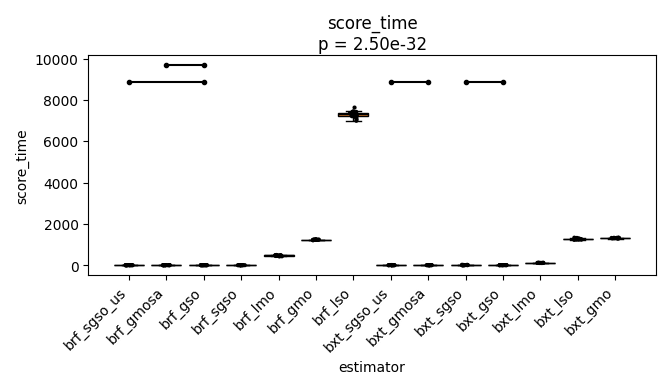 score_time
p = 2.50e-32
score_time
10000
8000
6000
4000
2000
0
brf_sgso_us
brf_gmosa
brf_gso
brf_sgso
brf_lmo
brf_gmo
brf_lso
bxt_sgso_us
bxt_gmosa
bxt_sgso
bxt_gso
bxt_lmo
bxt_lso
bxt_gmo
estimator